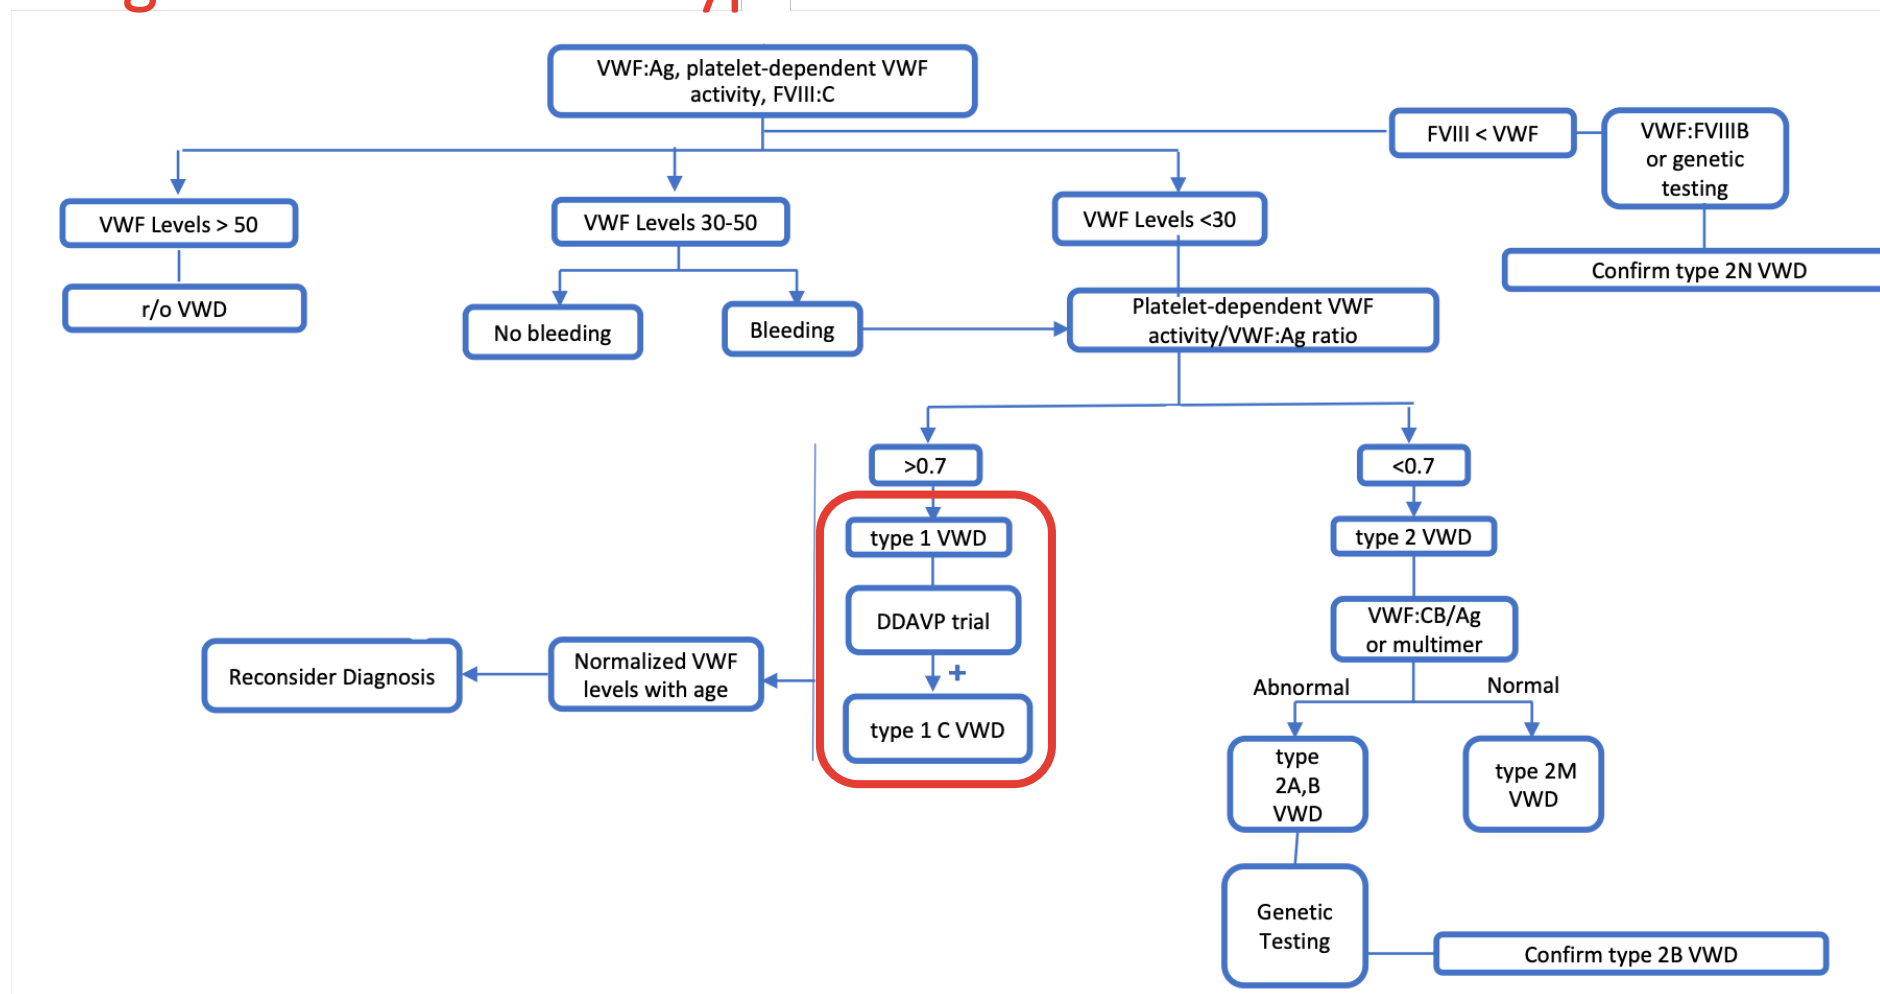 VWF:Ag, platelet-dependent VWF
activity, FVIII:C
FVIII < VWF
VWF:FVIIIB
or genetic
testing
Confirm type 2N VWD
VWF Levels > 50
VWF Levels 30-50
VWF Levels <30
r/o VWD
No bleeding
Bleeding
Platelet-dependent VWF
activity/VWF:Ag ratio
>0.7
<0.7
type 1 VWD
type 2 VWD
DDAVP trial
VWF:CB/Ag
or multimer
+
Reconsider Diagnosis
Normalized VWF
levels with age
type 1 C VWD
Abnormal
Normal
type
2A,B
VWD
type 2M
VWD
Genetic
Testing
Confirm type 2B VWD